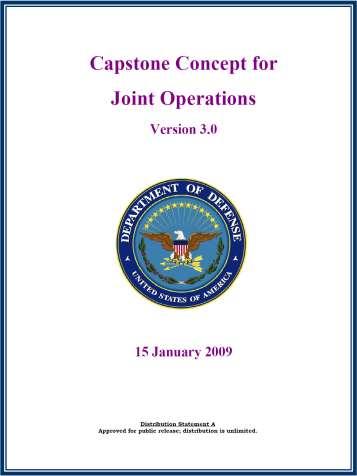 Capstone Concept for
Joint Operations
Version 3.0
DEPARTMENT OF DEFENSE
UNITED STATES OF AMERICA
15 January 2009
Distribution Statement A
Approved for public release; distribution is unlimited.